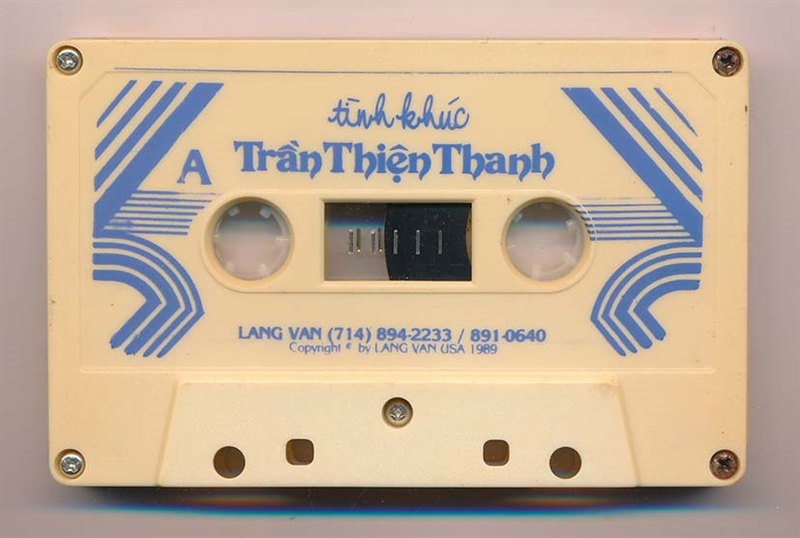 tình khúc
Trần Thiện Thanh
A
LANG VAN (714) 894-2233 / 891-0640
Copyright © by LANG VAN USA 1989